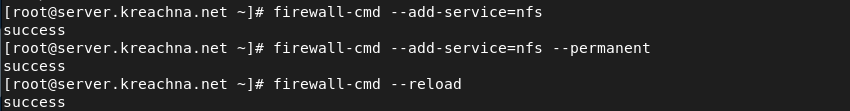 [root@server.kreachna.net ~]# firewall-cmd --add-service=nfs
success
[root@server.kreachna.net ~]# firewall-cmd --add-service=nfs --permanent
success
[root@server.kreachna.net ~]# firewall-cmd --reload
success